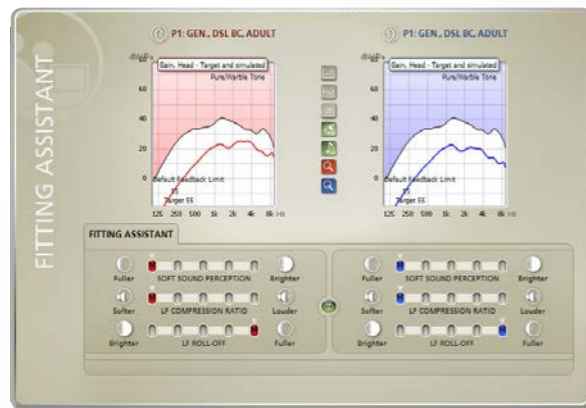 FITTING ASSISTANT
P1: GEN., DSL BC, ADULT
Gain, Head - Target and simulated
Pure/Warble Tone
60
40
20
0
Default Feedback Limit
55
Target 55
125 250 500 1k 2k 4k 8k Hz
P1: GEN., DSL BC, ADULT
Gain, Head - Target and simulated
Pure/Warble Tone
60
40
20
0
Default Feedback Limit
55
Target 55
125 250 500 1k 2k 4k 8k Hz
FITTING ASSISTANT
Fuller SOFT SOUND PERCEPTION Brighter
Softer LF COMPRESSION RATIO Louder
Brighter LF ROLL-OFF Fuller
Fuller SOFT SOUND PERCEPTION Brighter
Softer LF COMPRESSION RATIO Louder
Brighter LF ROLL-OFF Fuller